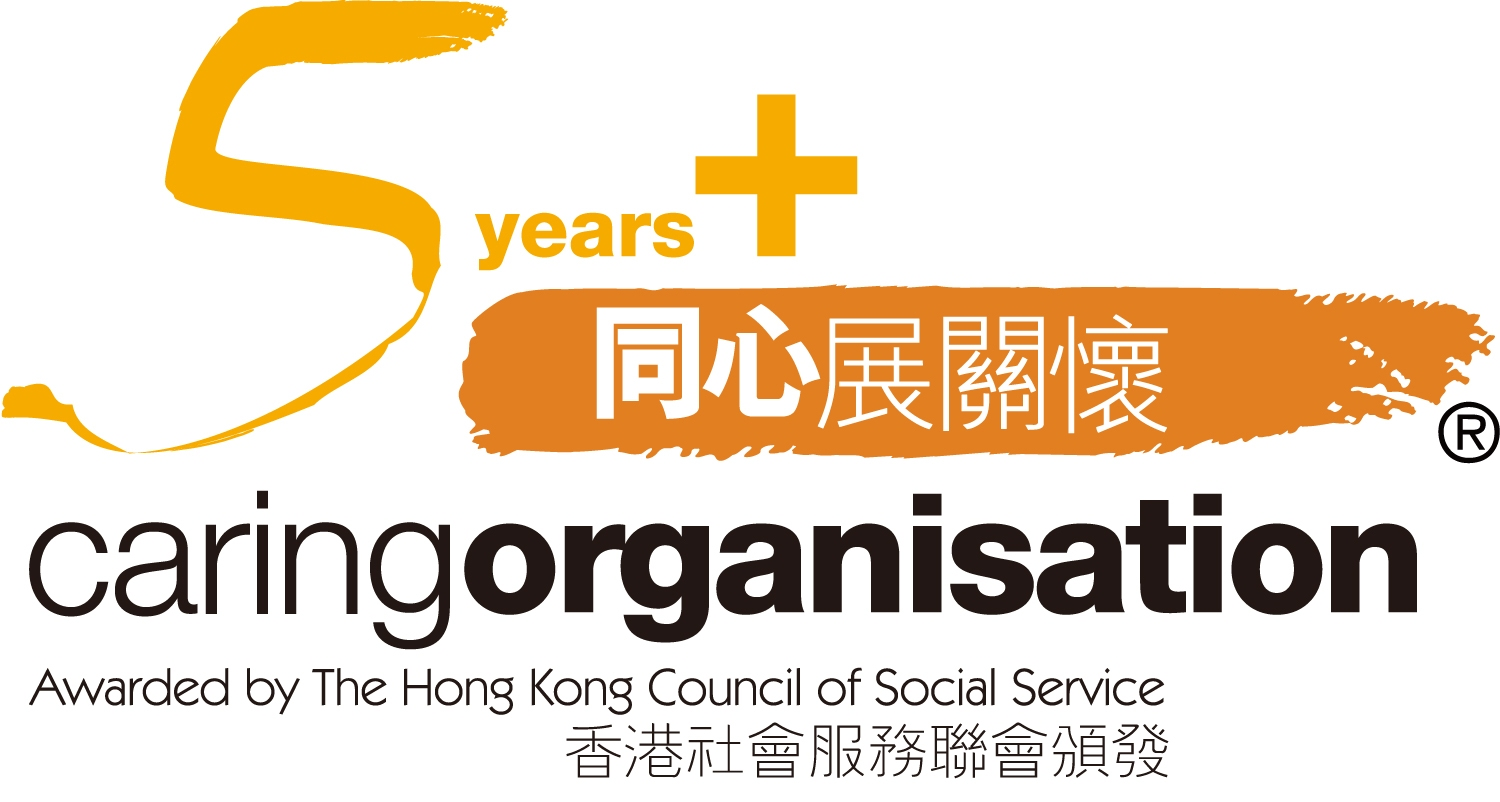 5 years+
同心展關懷
®
caringorganisation
Awarded by The Hong Kong Council of Social Service
香港社會服務聯會頒發